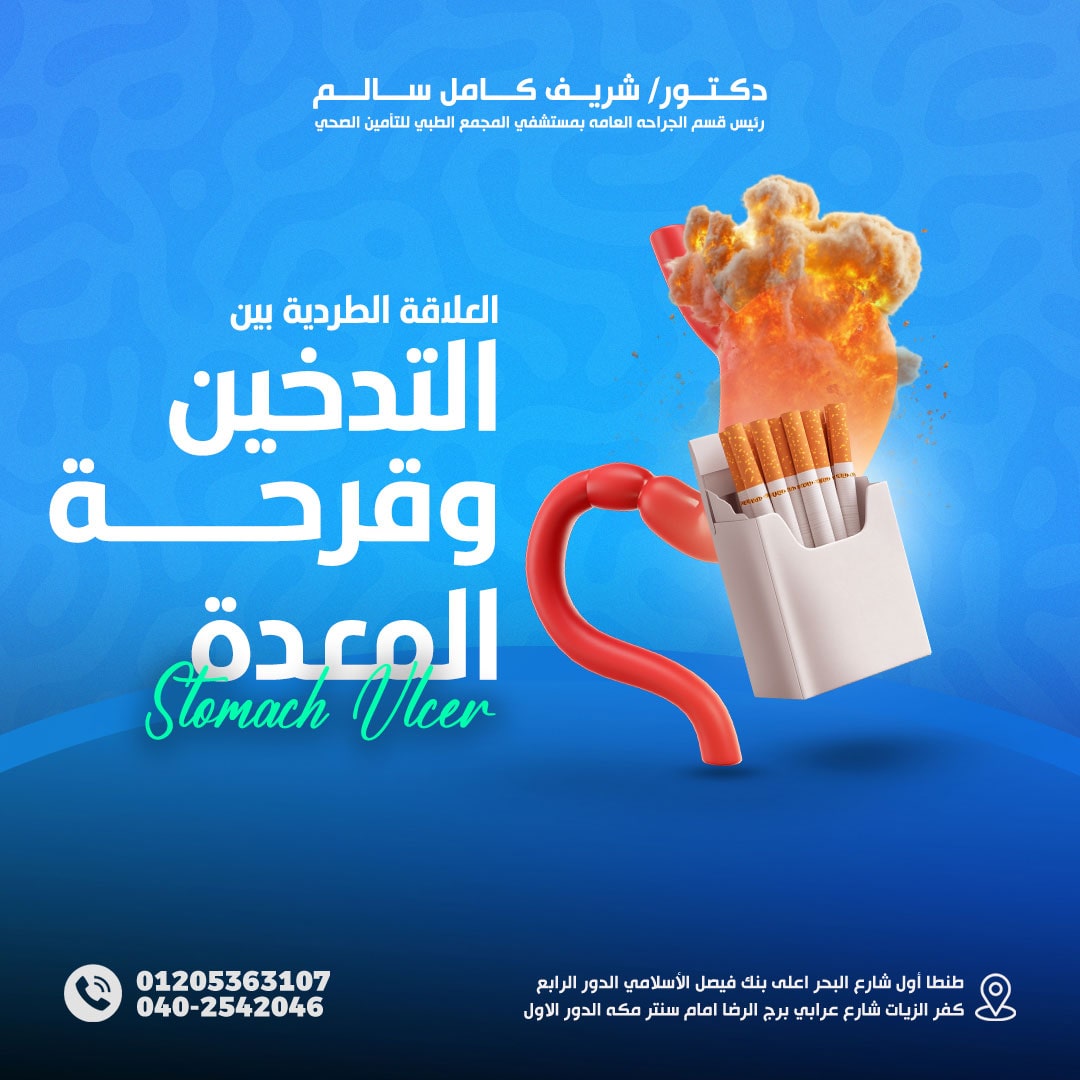 دكتور/ شريف كامل سالم
رئيس قسم الجراحه العامه بمستشفي المجمع الطبي للتأمين الصحي
العلاقة الطردية بين
التدخين
وقرحة
المعدة
Stomach Ulcer
طنطا أول شارع البحر اعلى بنك فيصل الأسلامي الدور الرابع
كفر الزيات شارع عرابي برج الرضا امام سنتر مكه الدور الاول
01205363107
040-2542046